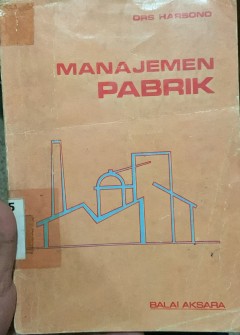 DRS HARSONO
MANAJEMEN
PABRIK
BALAI AKSARA